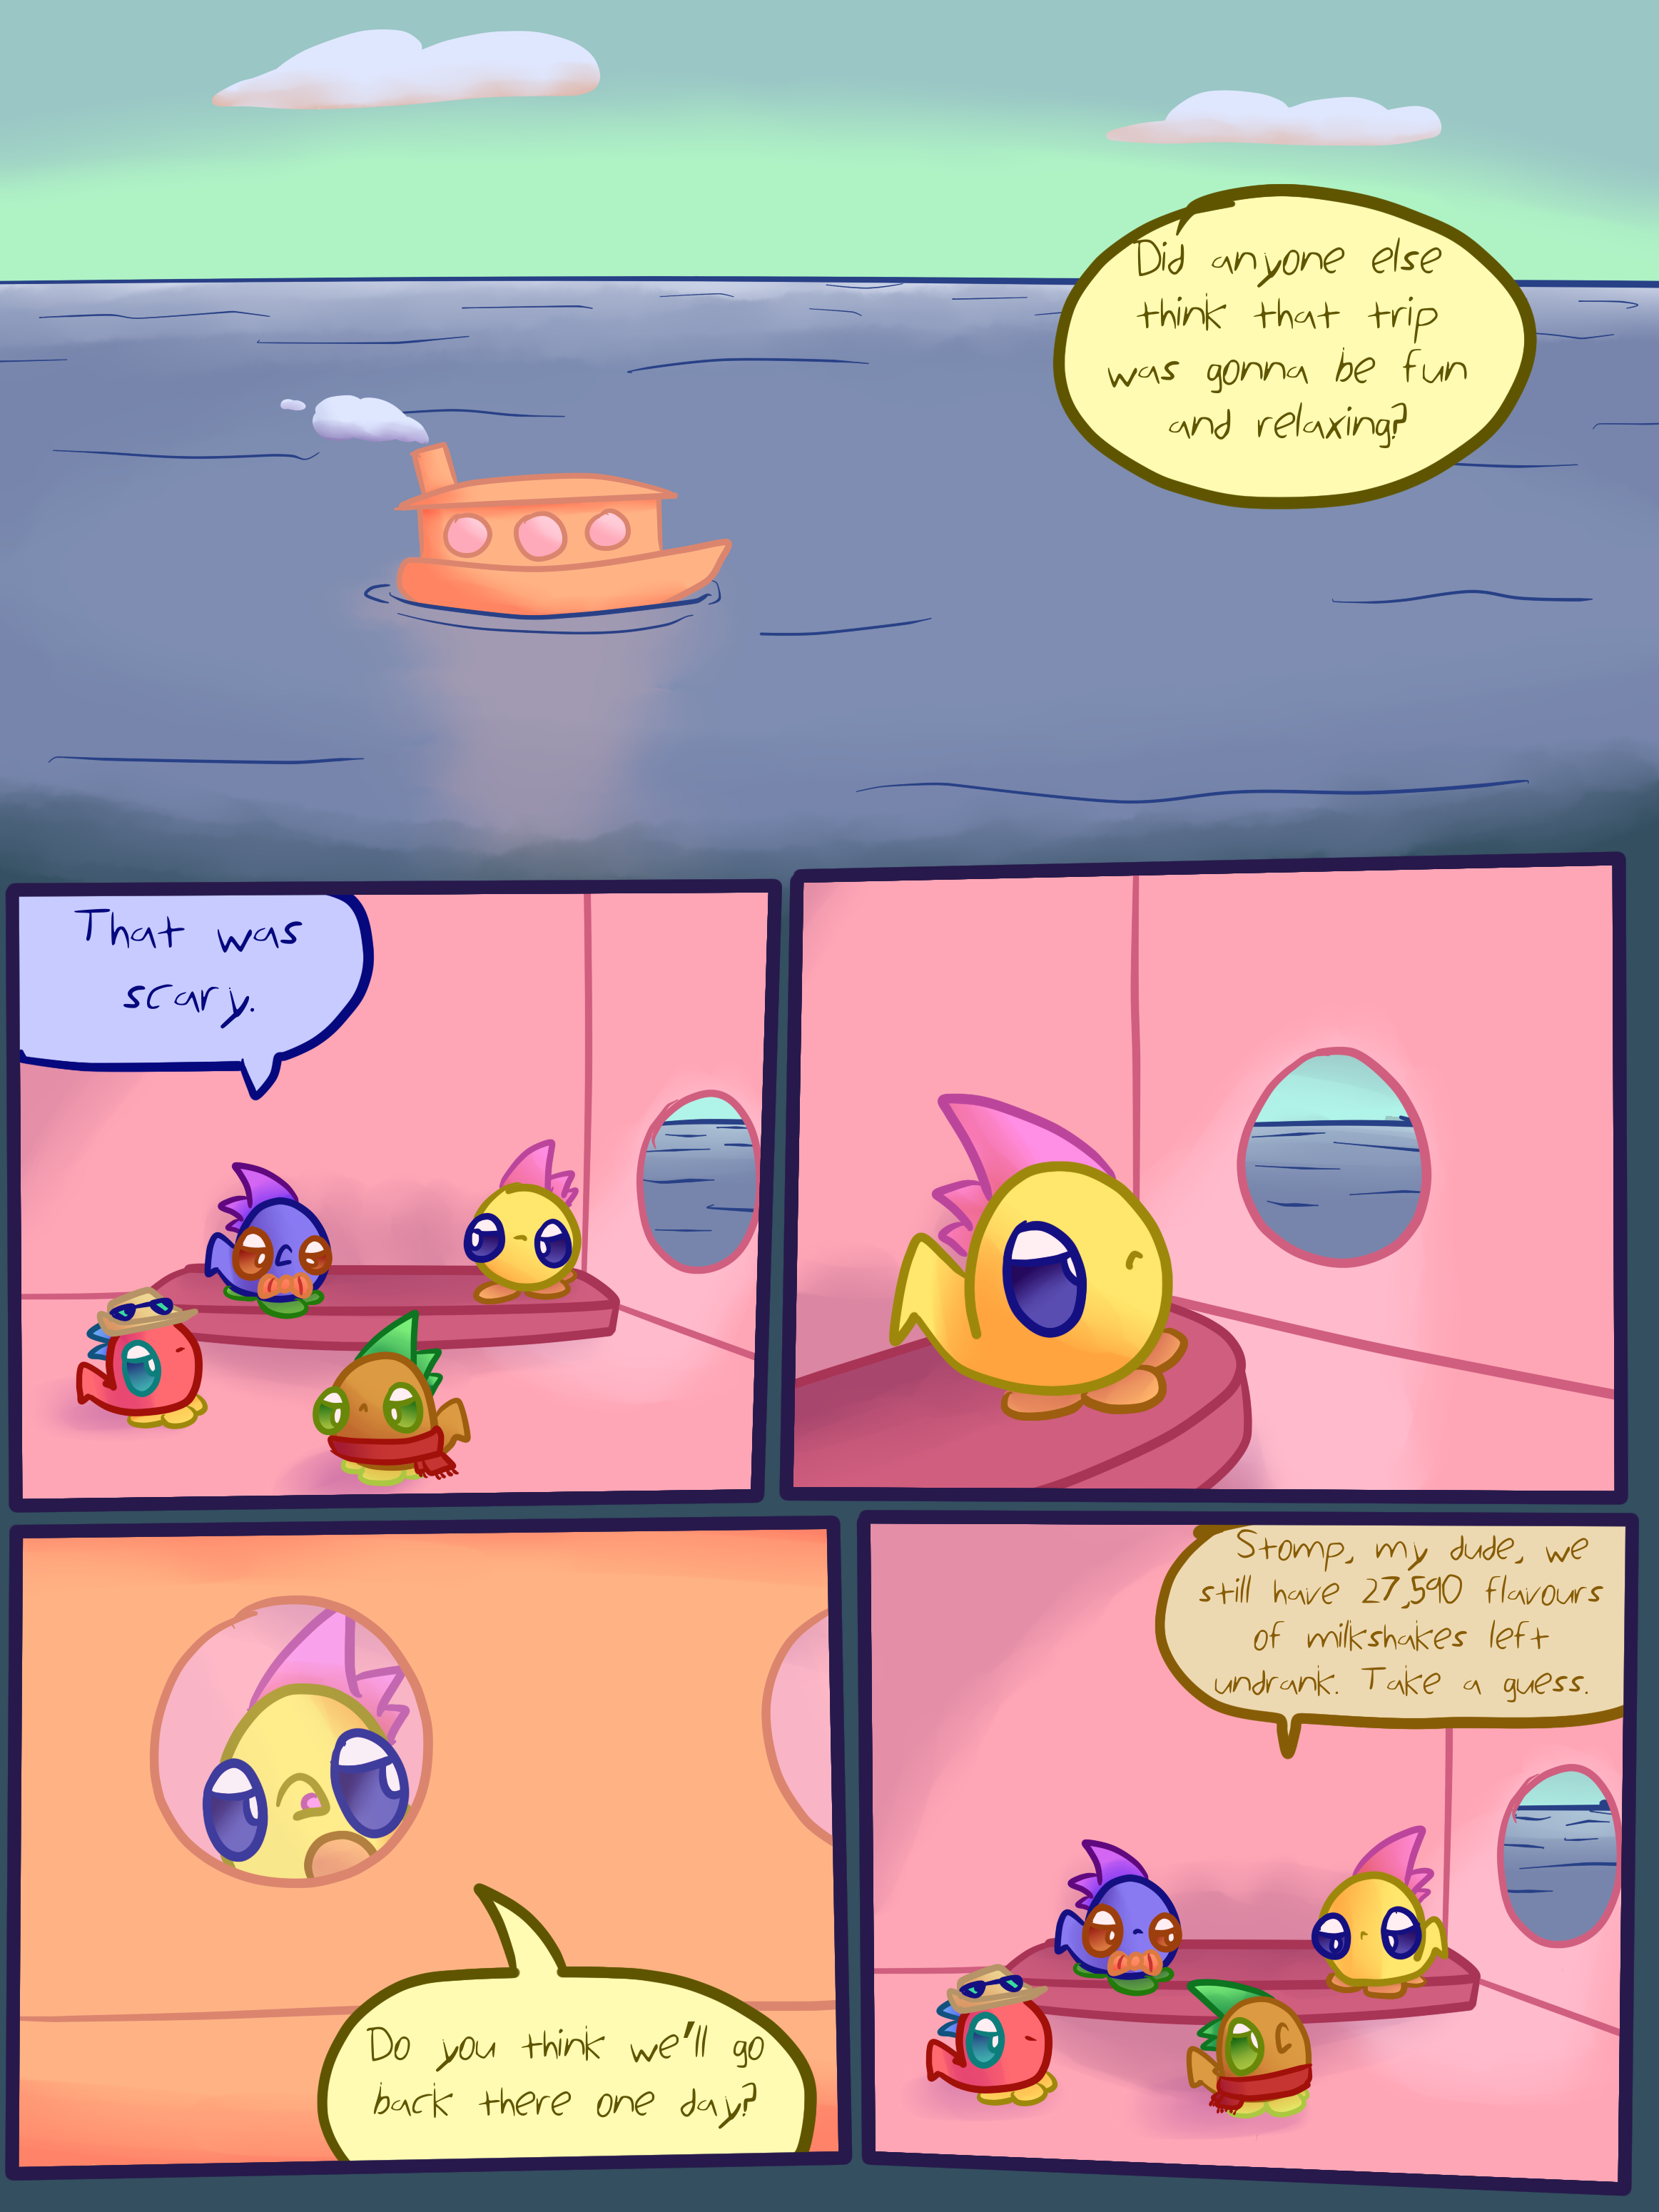 Did anyone else
think that trip
was gonna be fun
and relaxing?
That was
scary.
Do you think we'll go
back there one day?
Stomp, my dude, we
still have 27,590 flavours
of milkshakes left
undrank. Take a guess.